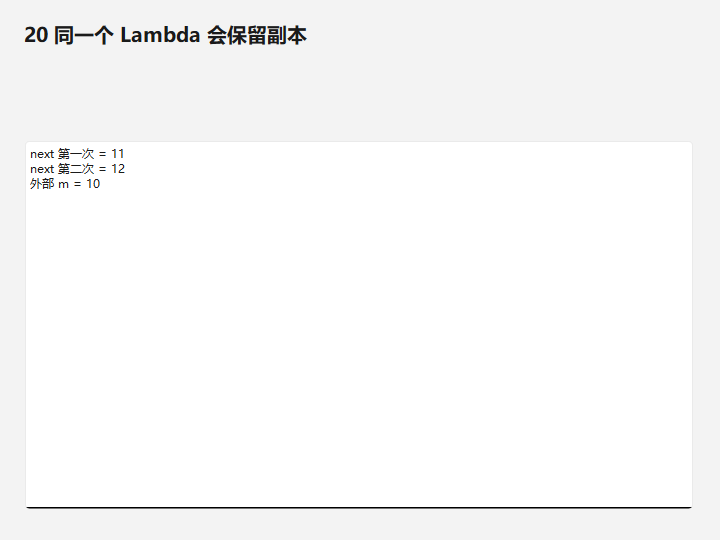 20 同一个 Lambda 会保留副本
next 第一次 = 11
next 第二次 = 12
外部 m = 10